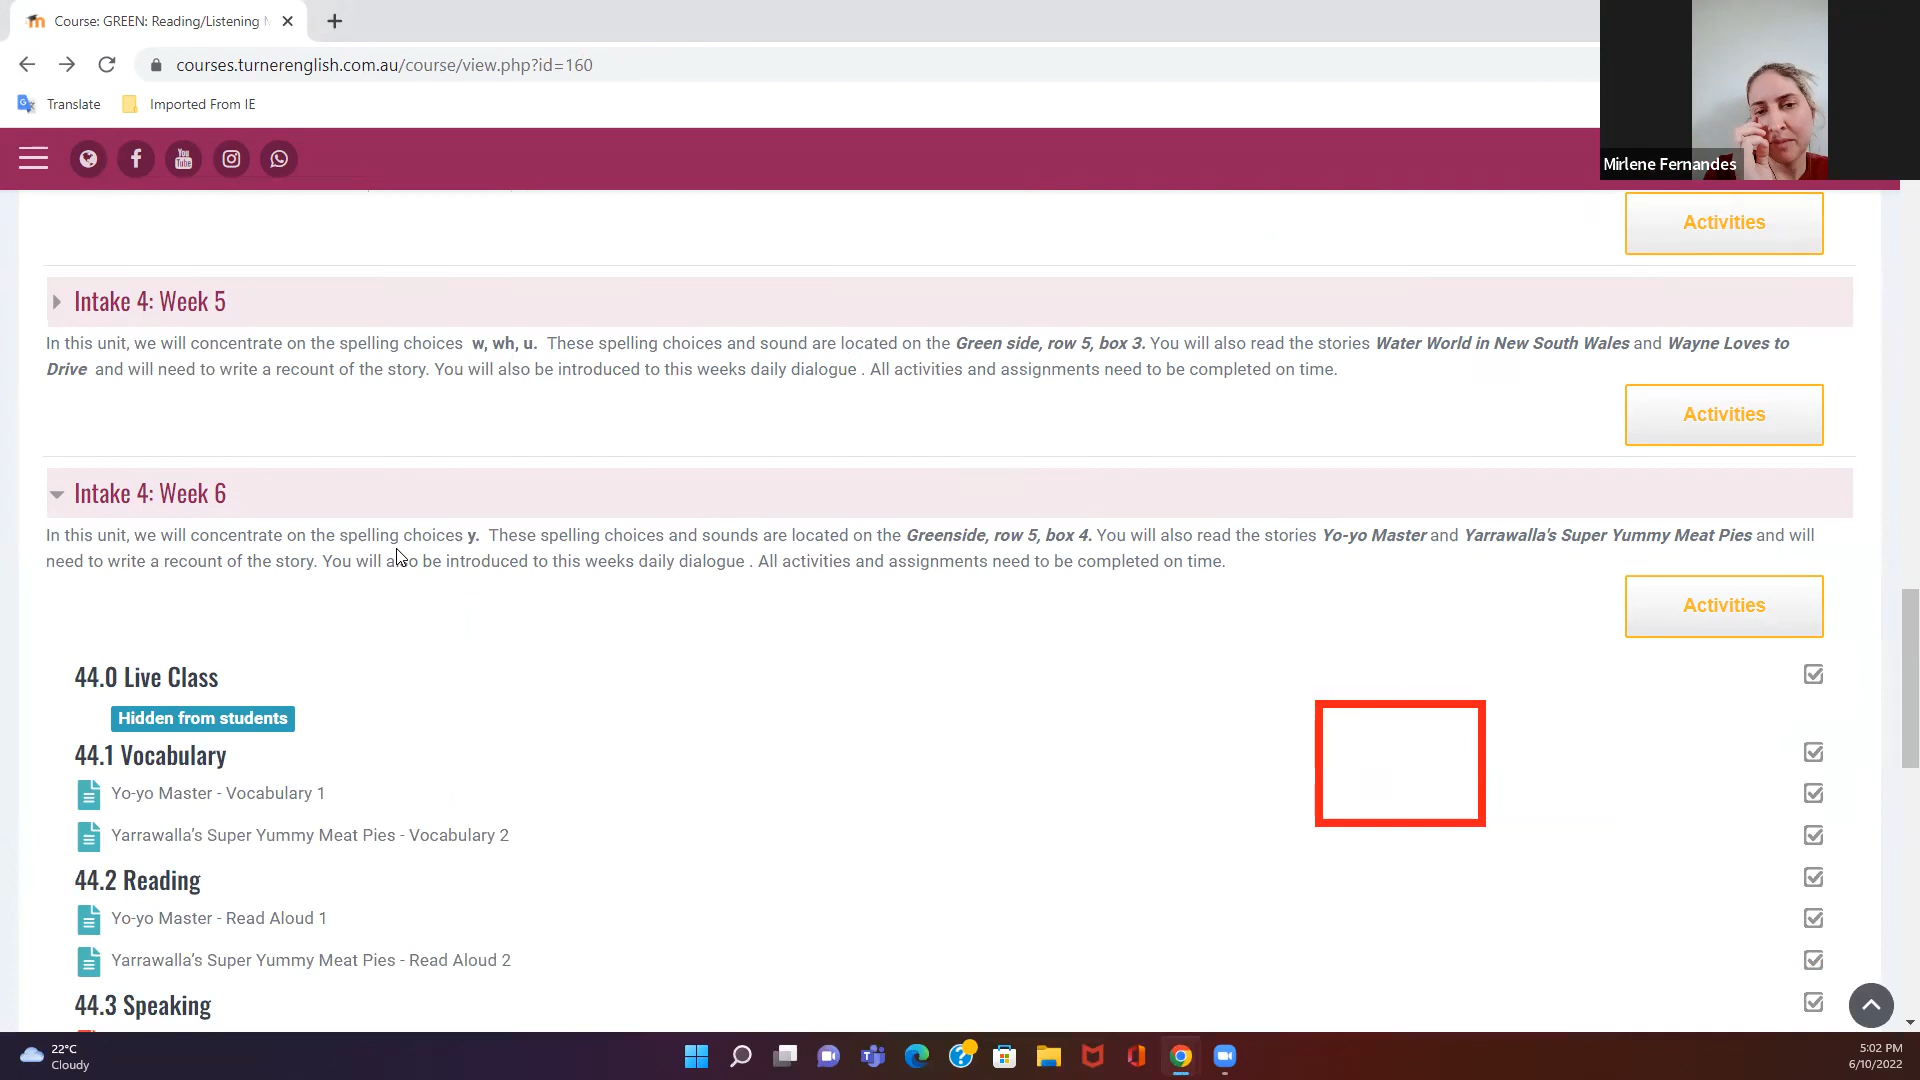 Course: GREEN: Reading/Listening
courses.turnerenglish.com.au/course/view.php?id=160
Translate
Imported From IE
Mirlene Fernandes
Activities
Intake 4: Week 5
In this unit, we will concentrate on the spelling choices w, wh, u. These spelling choices and sound are located on the Green side, row 5, box 3. You will also read the stories Water World in New South Wales and Wayne Loves to
Drive and will need to write a recount of the story. You will also be introduced to this weeks daily dialogue . All activities and assignments need to be completed on time.
Activities
Intake 4: Week 6
In this unit, we will concentrate on the spelling choices y. These spelling choices and sounds are located on the Greenside, row 5, box 4. You will also read the stories Yo-yo Master and Yarrawalla's Super Yummy Meat Pies and will
need to write a recount of the story. You will also be introduced to this weeks daily dialogue . All activities and assignments need to be completed on time.
Activities
44.0 Live Class
Hidden from students
44.1 Vocabulary
Yo-yo Master - Vocabulary 1
Yarrawalla’s Super Yummy Meat Pies - Vocabulary 2
44.2 Reading
Yo-yo Master - Read Aloud 1
Yarrawalla’s Super Yummy Meat Pies - Read Aloud 2
44.3 Speaking
22°C
Cloudy
5:02 PM
6/10/2022